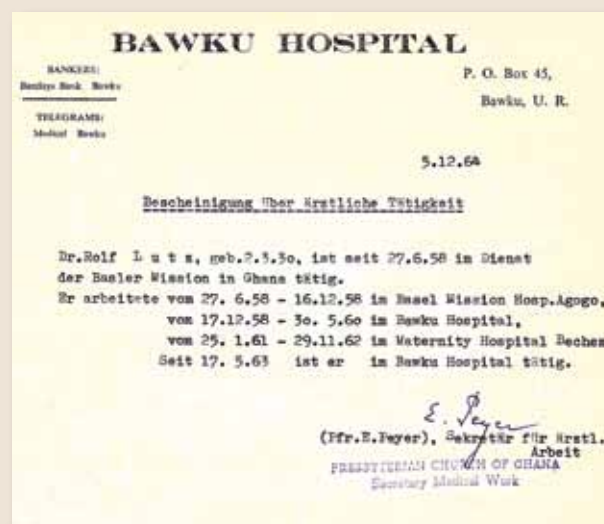 BAWKU HOSPITAL
BANKERS:
Barclays Bank Bawku
TELEGRAMS:
Medical Bawku
P. O. Box 45,
Bawku, U. R.
5.12.64
Bescheinigung über ärztliche Tätigkeit
Dr.Rolf L u t z, geb.2.3.30, ist seit 27.6.58 im Dienst
der Basler Mission in Ghana tätig.
Er arbeitete vom 27. 6.58 - 16.12.58 im Basel Mission Hosp.Agogo,
vom 17.12.58 - 30. 5.60 im Bawku Hospital,
vom 25. 1.61 - 29.11.62 im Maternity Hospital Bechem
Seit 17. 5.63 ist er im Bawku Hospital tätig.
E. Peyer
(Pfr.E.Peyer), Sekretär für ärztl.
Arbeit
PRESBYTERIAN CHURCH OF GHANA
Secretary Medical Work